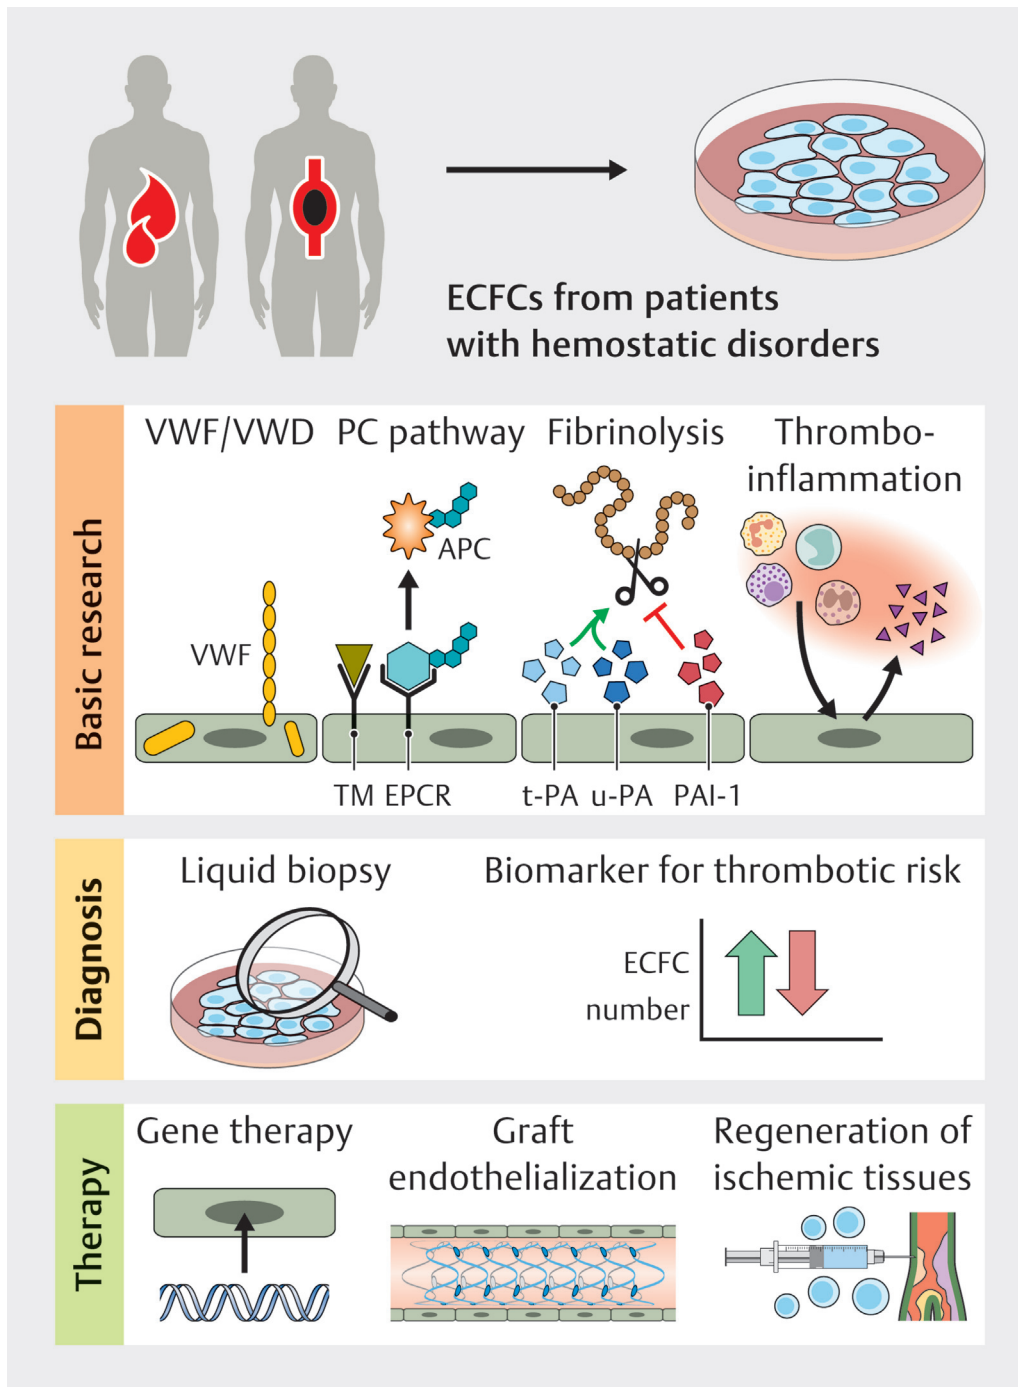 ECFCs from patients
with hemostatic disorders
Basic research
VWF/VWD
PC pathway
Fibrinolysis
Thrombo-
inflammation
APC
VWF
TM
EPCR
t-PA
u-PA
PAI-1
Diagnosis
Liquid biopsy
Biomarker for thrombotic risk
ECFC
number
Therapy
Gene therapy
Graft
endothelialization
Regeneration of
ischemic tissues